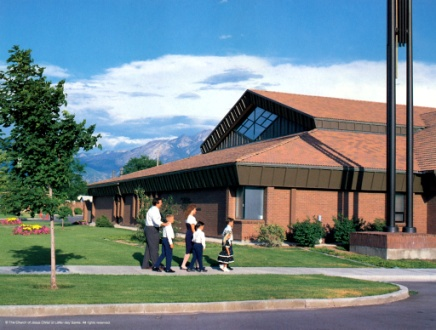 © The Church of Jesus Christ of Latter-day Saints. All rights reserved.